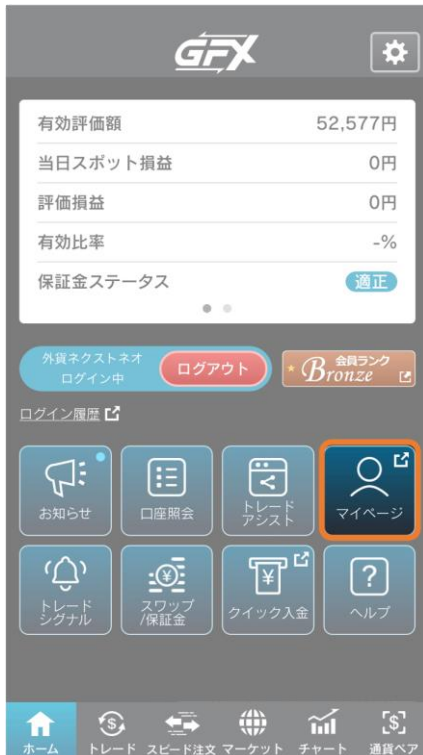 GFX
有効評価額 52,577円
当日スポット損益 0円
評価損益 0円
有効比率 -%
保証金ステータス 適正
外貨ネクストネオ
ログイン中
ログアウト
会員ランク
Bronze
ログイン履歴
お知らせ
口座照会
トレード
アシスト
マイページ
トレード
シグナル
スワップ
/保証金
クイック入金
ヘルプ
ホーム
トレード
スピード注文
マーケット
チャート
通貨ペア